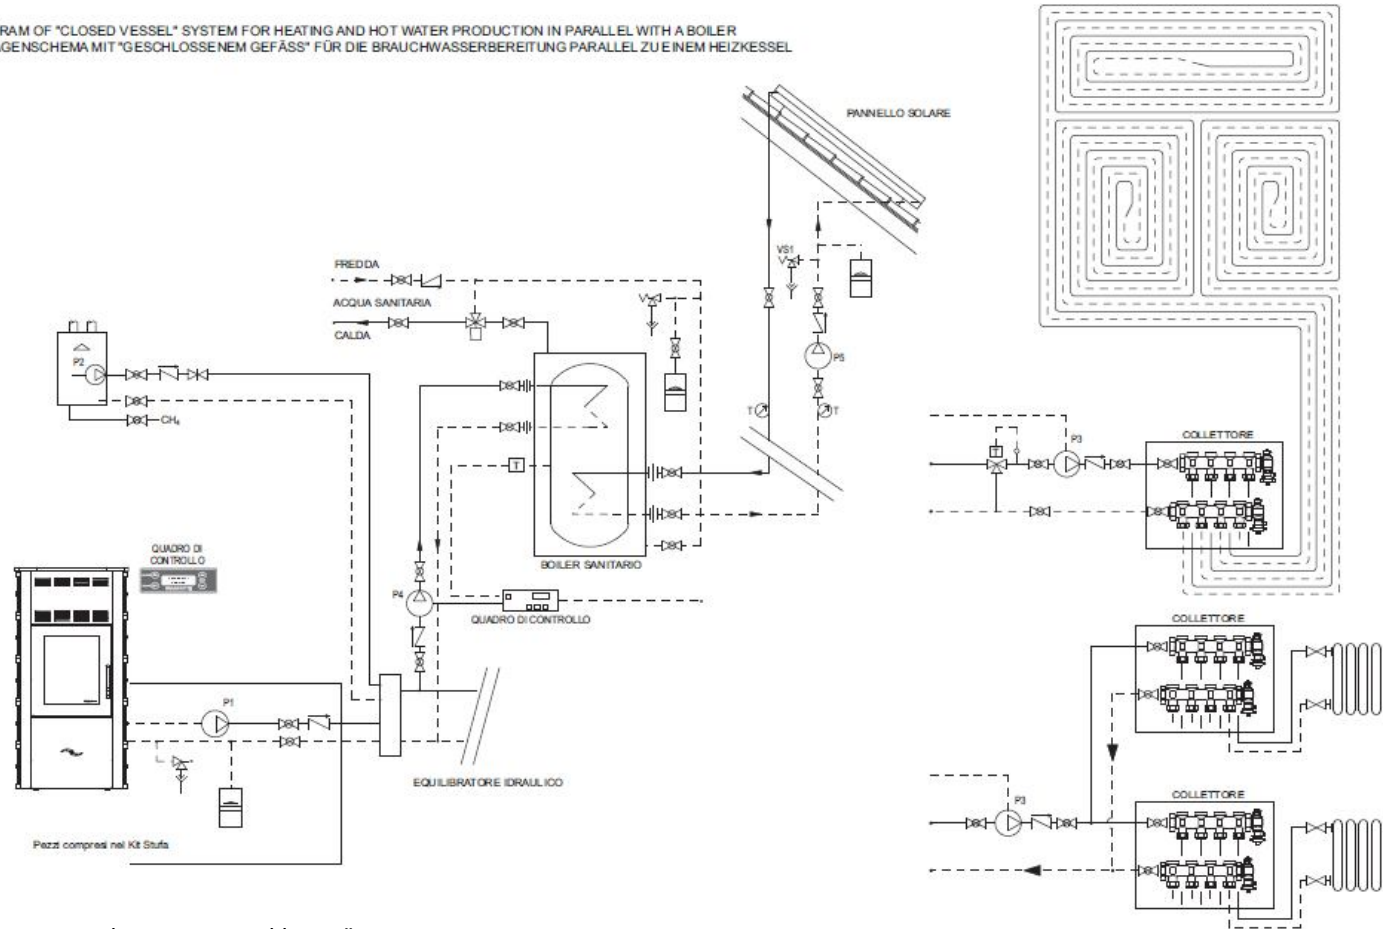 RAM OF "CLOSED VESSEL" SYSTEM FOR HEATING AND HOT WATER PRODUCTION IN PARALLEL WITH A BOILER
GENSCHEMA MIT "GESCHLOSSENEM GEFÄSS" FÜR DIE BRAUCHWASSERBEREITUNG PARALLEL ZU EINEM HEIZKESSEL
PANNELLO SOLARE
VS1
FREDDA
ACQUA SANITARIA
CALDA
P2
P5
CH₄
T
T
T
T
P3
COLLETTORE
BOILER SANITARIO
QUADRO DI
CONTROLLO
P4
QUADRO DI CONTROLLO
COLLETTORE
P1
EQUILIBRATORE IDRAULICO
COLLETTORE
P3
Pezzi compresi nel Kit Stufa